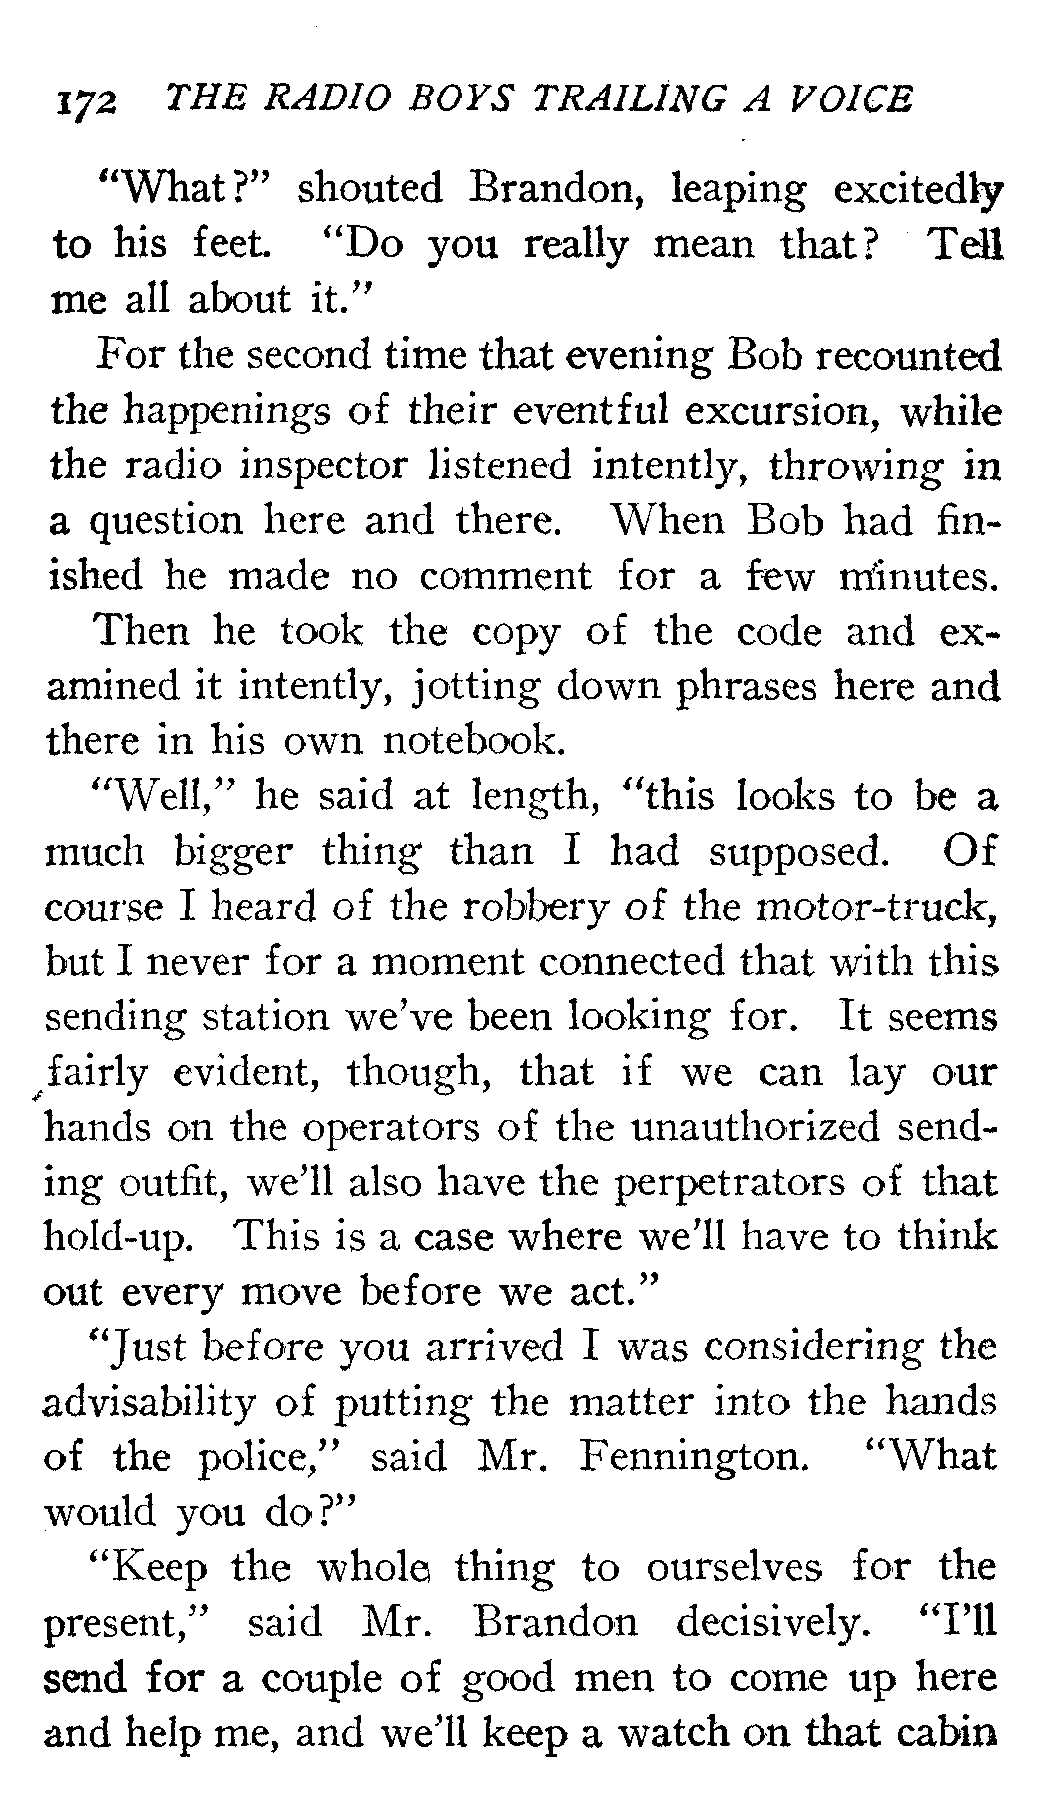 172 THE RADIO BOYS TRAILING A VOICE
“What?” shouted Brandon, leaping excitedly
to his feet. “Do you really mean that? Tell
me all about it.”
For the second time that evening Bob recounted
the happenings of their eventful excursion, while
the radio inspector listened intently, throwing in
a question here and there. When Bob had fin-
ished he made no comment for a few minutes.
Then he took the copy of the code and ex-
amined it intently, jotting down phrases here and
there in his own notebook.
“Well,” he said at length, “this looks to be a
much bigger thing than I had supposed. Of
course I heard of the robbery of the motor-truck,
but I never for a moment connected that with this
sending station we’ve been looking for. It seems
fairly evident, though, that if we can lay our
hands on the operators of the unauthorized send-
ing outfit, we’ll also have the perpetrators of that
hold-up. This is a case where we’ll have to think
out every move before we act.”
“Just before you arrived I was considering the
advisability of putting the matter into the hands
of the police,” said Mr. Fennington. “What
would you do?”
“Keep the whole thing to ourselves for the
present,” said Mr. Brandon decisively. “I’ll
send for a couple of good men to come up here
and help me, and we’ll keep a watch on that cabin